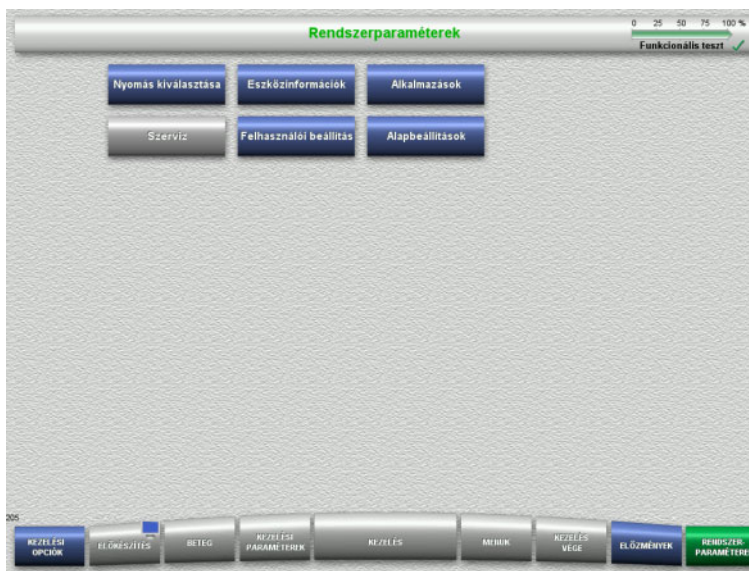 Rendszerparaméterek
0 25 50 75 100 %
Funkcionális teszt
Nyomás kiválasztása
Eszközinformációk
Alkalmazások
Szerviz
Felhasználói beállítás
Alapbeállítások
205
KEZELÉSI OPCIÓK
ELŐKÉSZÍTÉS
BETEG
KEZELÉSI PARAMÉTEREK
KEZELÉS
MENÜK
KEZELÉS VÉGE
ELŐZMÉNYEK
RENDSZER-
PARAMÉTEREK